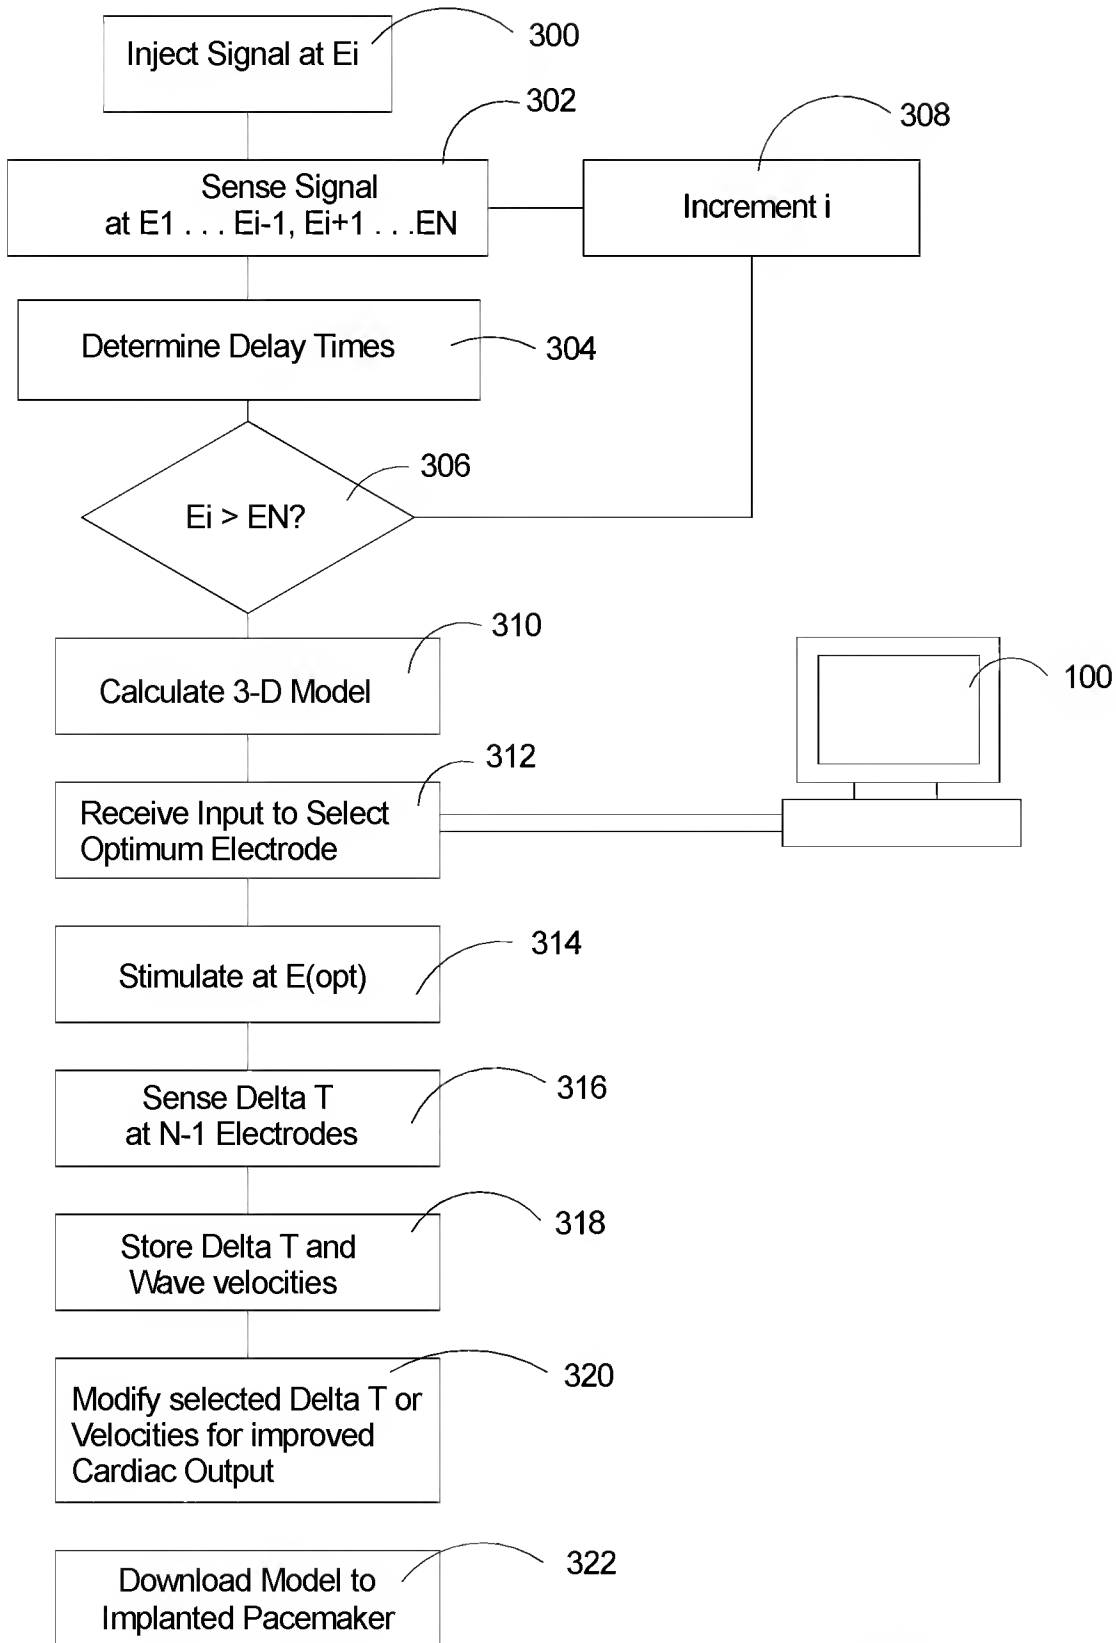 Inject Signal at Ei
300
302
Sense Signal
at E1 . . . Ei-1, Ei+1 . . .EN
308
Increment i
Determine Delay Times
304
306
Ei > EN?
310
Calculate 3-D Model
100
312
Receive Input to Select
Optimum Electrode
314
Stimulate at E(opt)
316
Sense Delta T
at N-1 Electrodes
318
Store Delta T and
Wave velocities
320
Modify selected Delta T or
Velocities for improved
Cardiac Output
322
Download Model to
Implanted Pacemaker